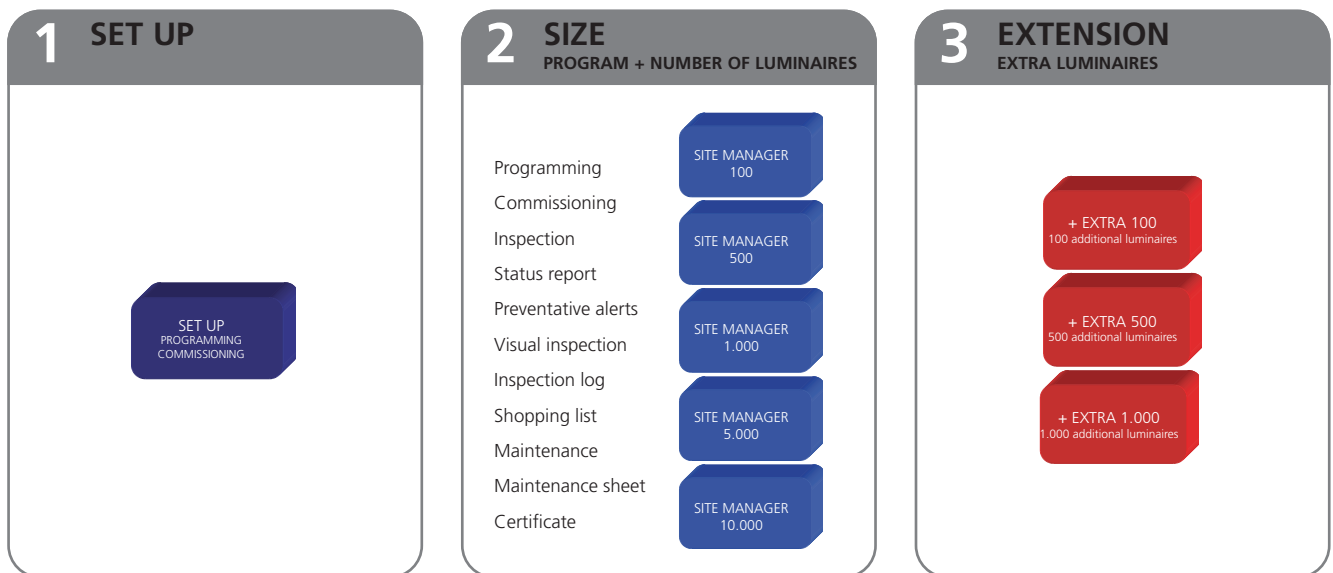 1 SET UP
SET UP
PROGRAMMING
COMMISSIONING
2 SIZE
PROGRAM + NUMBER OF LUMINAIRES
Programming
Commissioning
Inspection
Status report
Preventative alerts
Visual inspection
Inspection log
Shopping list
Maintenance
Maintenance sheet
Certificate
SITE MANAGER
100
SITE MANAGER
500
SITE MANAGER
1.000
SITE MANAGER
5.000
SITE MANAGER
10.000
3 EXTENSION
EXTRA LUMINAIRES
+ EXTRA 100
100 additional luminaires
+ EXTRA 500
500 additional luminaires
+ EXTRA 1.000
1.000 additional luminaires